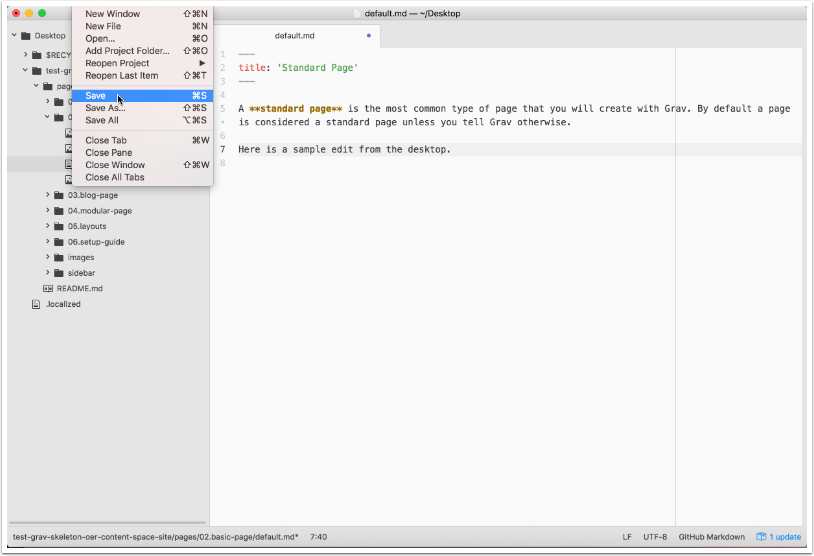 default.md — ~/Desktop
New Window ⇧⌘N
New File ⌘N
Open... ⌘O
Add Project Folder... ⇧⌘O
Reopen Project ▶
Reopen Last Item ⇧⌘T
Save ⌘S
Save As... ⇧⌘S
Save All ⌥⌘S
Close Tab ⌘W
Close Pane
Close Window ⇧⌘W
Close All Tabs
Desktop
$RECY
test-gr
pag
0
0
03.blog-page
04.modular-page
05.layouts
06.setup-guide
images
sidebar
README.md
.localized
default.md
1 ---
2 title: 'Standard Page'
3 ---
4
5 A **standard page** is the most common type of page that you will create with Grav. By default a page
• is considered a standard page unless you tell Grav otherwise.
6
7 Here is a sample edit from the desktop.
8
test-grav-skeleton-oer-content-space-site/pages/02.basic-page/default.md* 7:40 LF UTF-8 GitHub Markdown 1 update